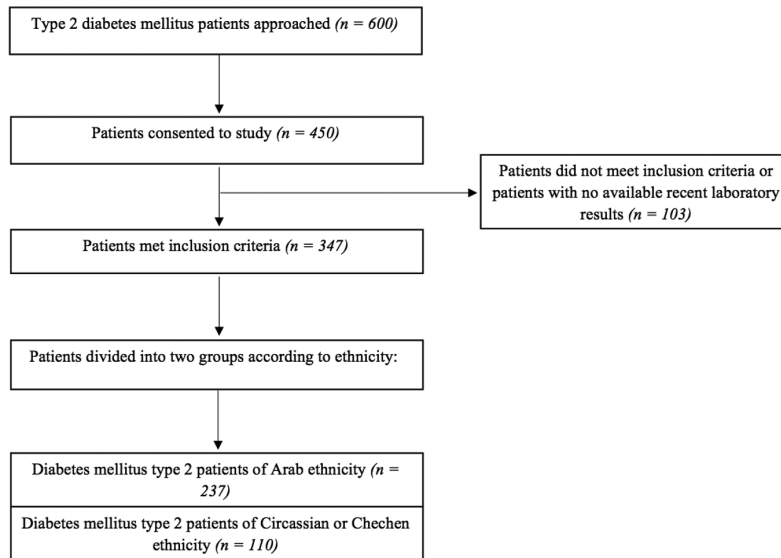 Type 2 diabetes mellitus patients approached (n = 600)
Patients consented to study (n = 450)
Patients did not meet inclusion criteria or
patients with no available recent laboratory
results (n = 103)
Patients met inclusion criteria (n = 347)
Patients divided into two groups according to ethnicity:
Diabetes mellitus type 2 patients of Arab ethnicity (n =
237)
Diabetes mellitus type 2 patients of Circassian or Chechen
ethnicity (n = 110)